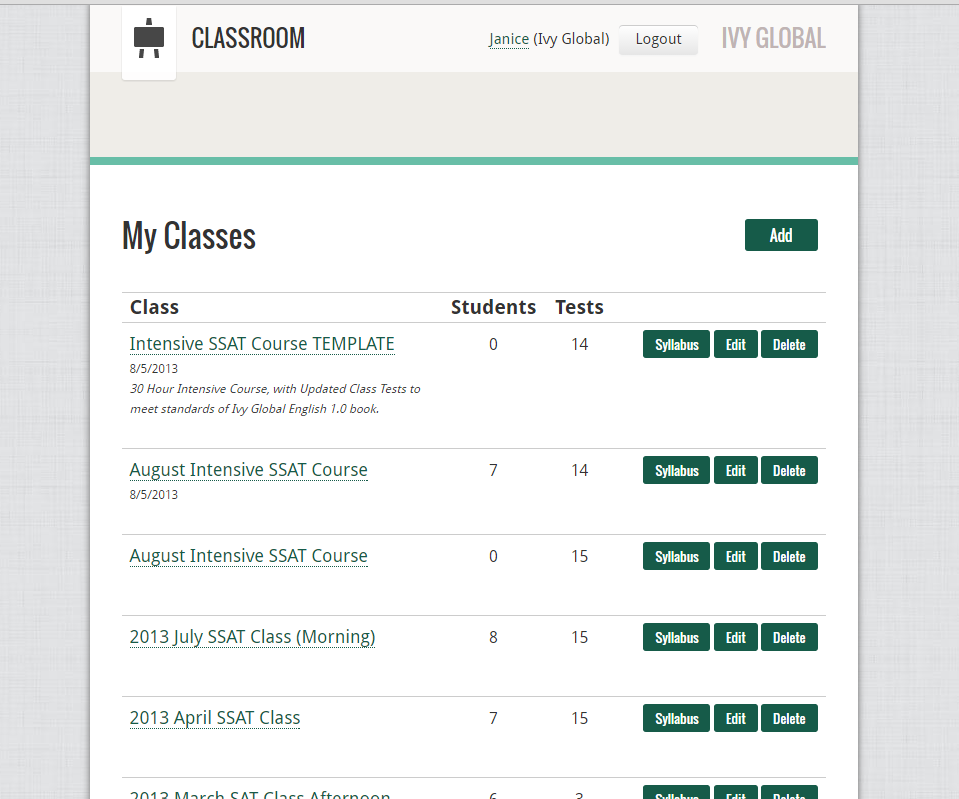 CLASSROOM Janice (Ivy Global) Logout IVY GLOBAL
My Classes Add
Class Students Tests
Intensive SSAT Course TEMPLATE 0 14 Syllabus Edit Delete
8/5/2013
30 Hour Intensive Course, with Updated Class Tests to
meet standards of Ivy Global English 1.0 book.
August Intensive SSAT Course 7 14 Syllabus Edit Delete
8/5/2013
August Intensive SSAT Course 0 15 Syllabus Edit Delete
2013 July SSAT Class (Morning) 8 15 Syllabus Edit Delete
2013 April SSAT Class 7 15 Syllabus Edit Delete
2013 March SAT Class Afternoon 6 3 Syllabus Edit Delete